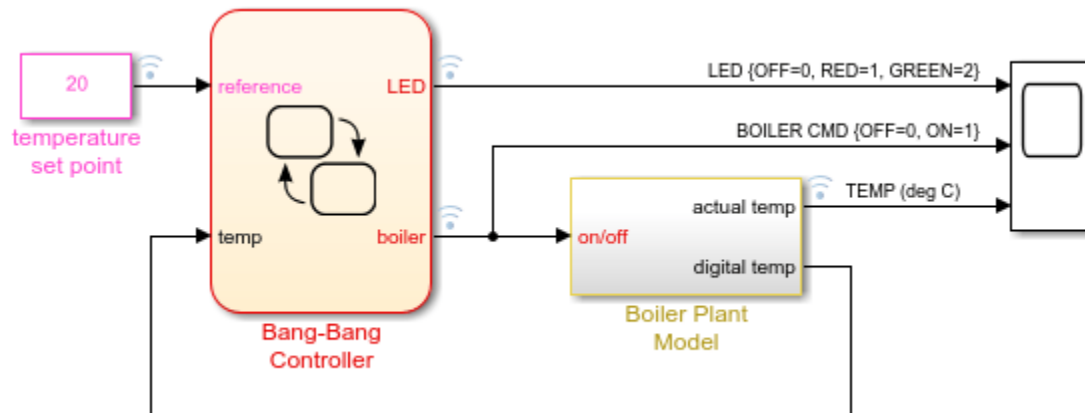 20
temperature
set point
reference
LED
temp
boiler
Bang-Bang
Controller
LED {OFF=0, RED=1, GREEN=2}
BOILER CMD {OFF=0, ON=1}
on/off
actual temp
digital temp
TEMP (deg C)
Boiler Plant
Model